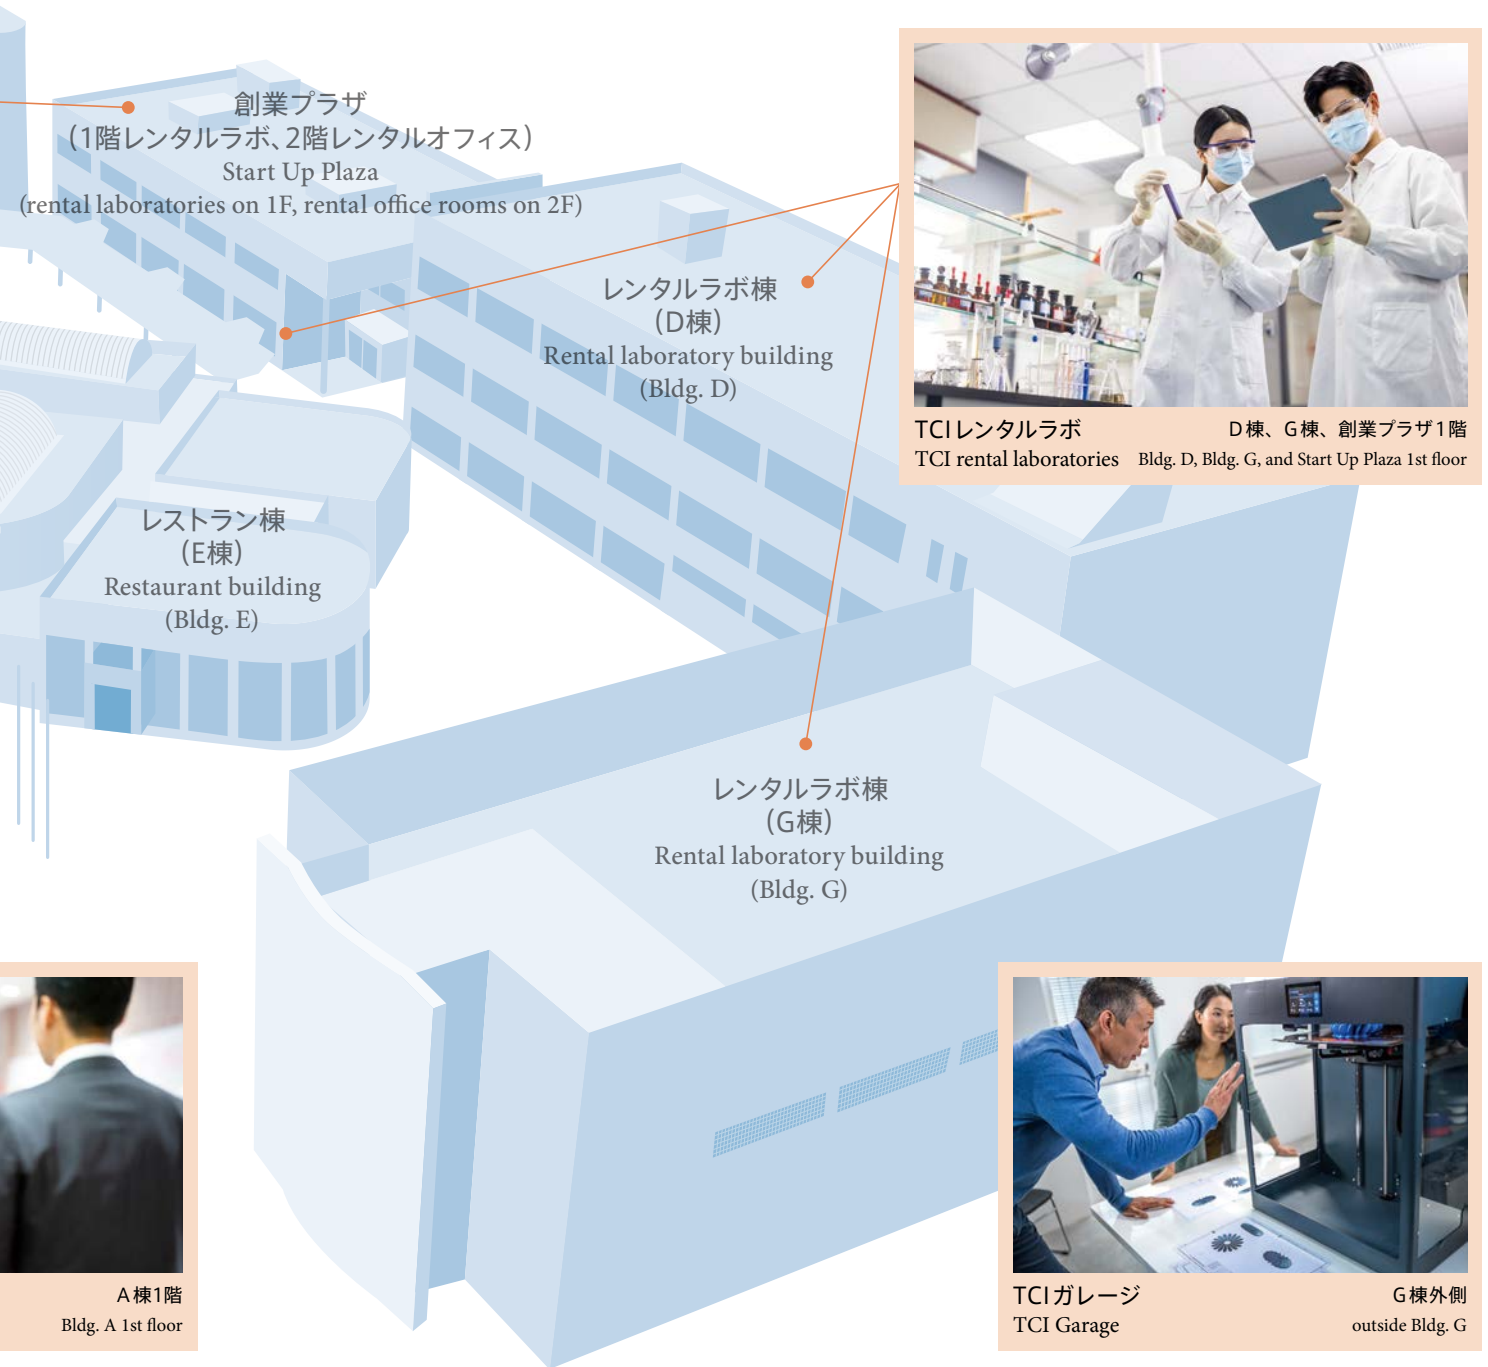 創業プラザ
(1階レンタルラボ、2階レンタルオフィス)
Start Up Plaza
(rental laboratories on 1F, rental office rooms on 2F)
レンタルラボ棟
(D棟)
Rental laboratory building
(Bldg. D)
TCIレンタルラボ D棟、G棟、創業プラザ1階
TCI rental laboratories Bldg. D, Bldg. G, and Start Up Plaza 1st floor
レストラン棟
(E棟)
Restaurant building
(Bldg. E)
レンタルラボ棟
(G棟)
Rental laboratory building
(Bldg. G)
A棟1階
Bldg. A 1st floor
TCIガレージ G棟外側
TCI Garage outside Bldg. G